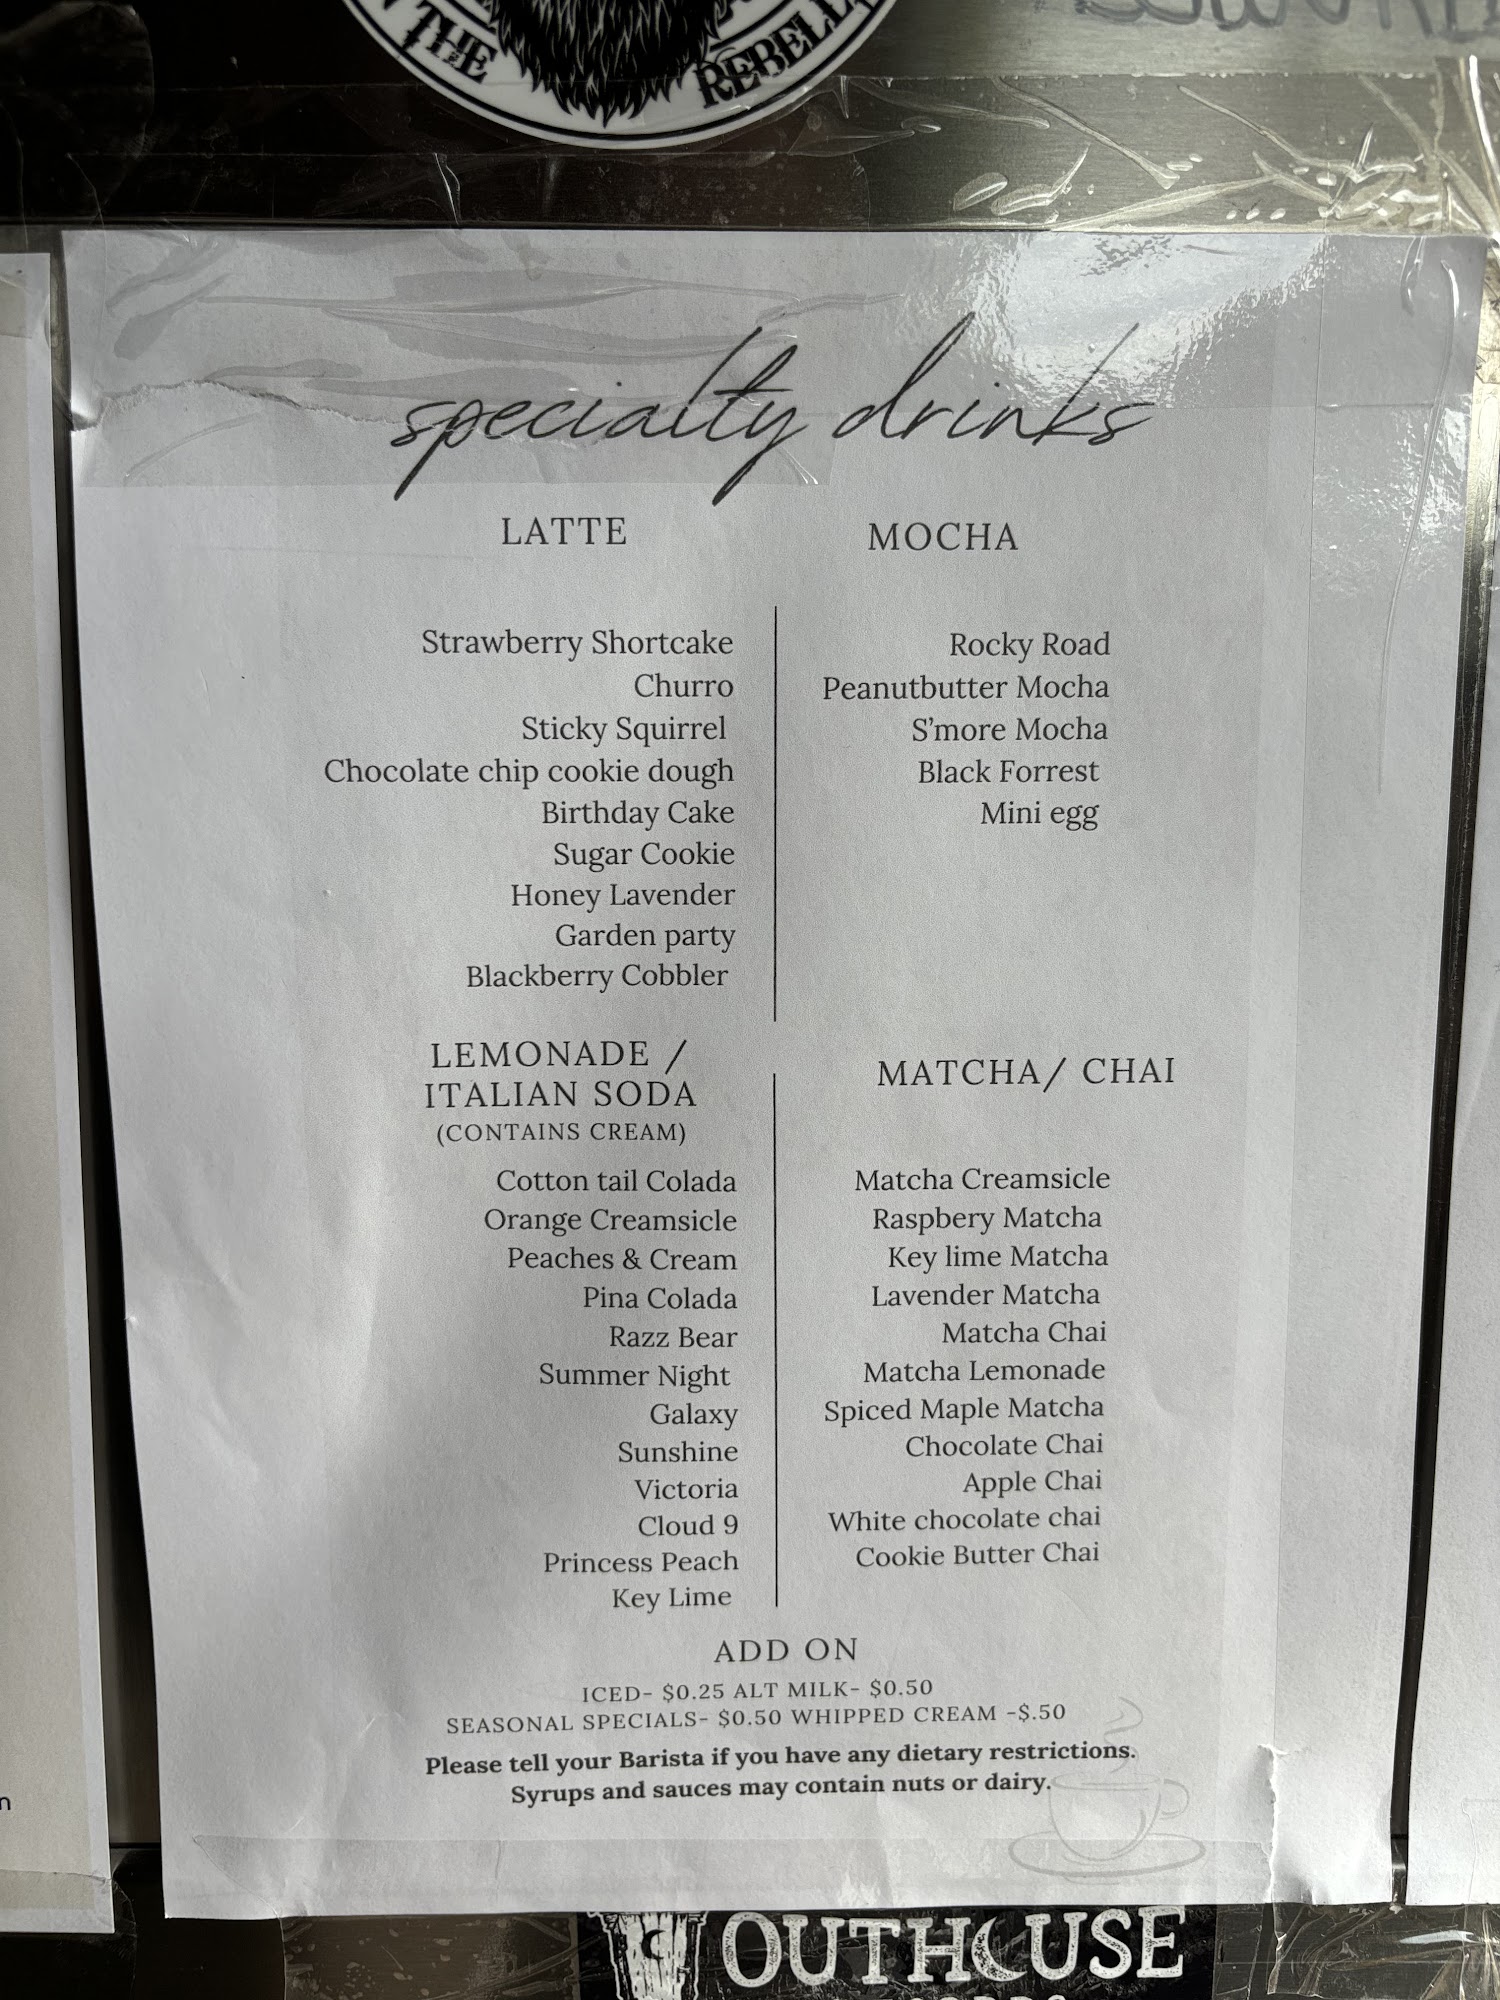 THE REBELL
specialty drinks
LATTE
Strawberry Shortcake
Churro
Sticky Squirrel
Chocolate chip cookie dough
Birthday Cake
Sugar Cookie
Honey Lavender
Garden party
Blackberry Cobbler
MOCHA
Rocky Road
Peanutbutter Mocha
S'more Mocha
Black Forrest
Mini egg
LEMONADE /
ITALIAN SODA
(CONTAINS CREAM)
Cotton tail Colada
Orange Creamsicle
Peaches & Cream
Pina Colada
Razz Bear
Summer Night
Galaxy
Sunshine
Victoria
Cloud 9
Princess Peach
Key Lime
MATCHA/ CHAI
Matcha Creamsicle
Raspbery Matcha
Key lime Matcha
Lavender Matcha
Matcha Chai
Matcha Lemonade
Spiced Maple Matcha
Chocolate Chai
Apple Chai
White chocolate chai
Cookie Butter Chai
ADD ON
ICED- $0.25 ALT MILK- $0.50
SEASONAL SPECIALS- $0.50 WHIPPED CREAM -$.50
Please tell your Barista if you have any dietary restrictions.
Syrups and sauces may contain nuts or dairy.
n
OUTHOUSE